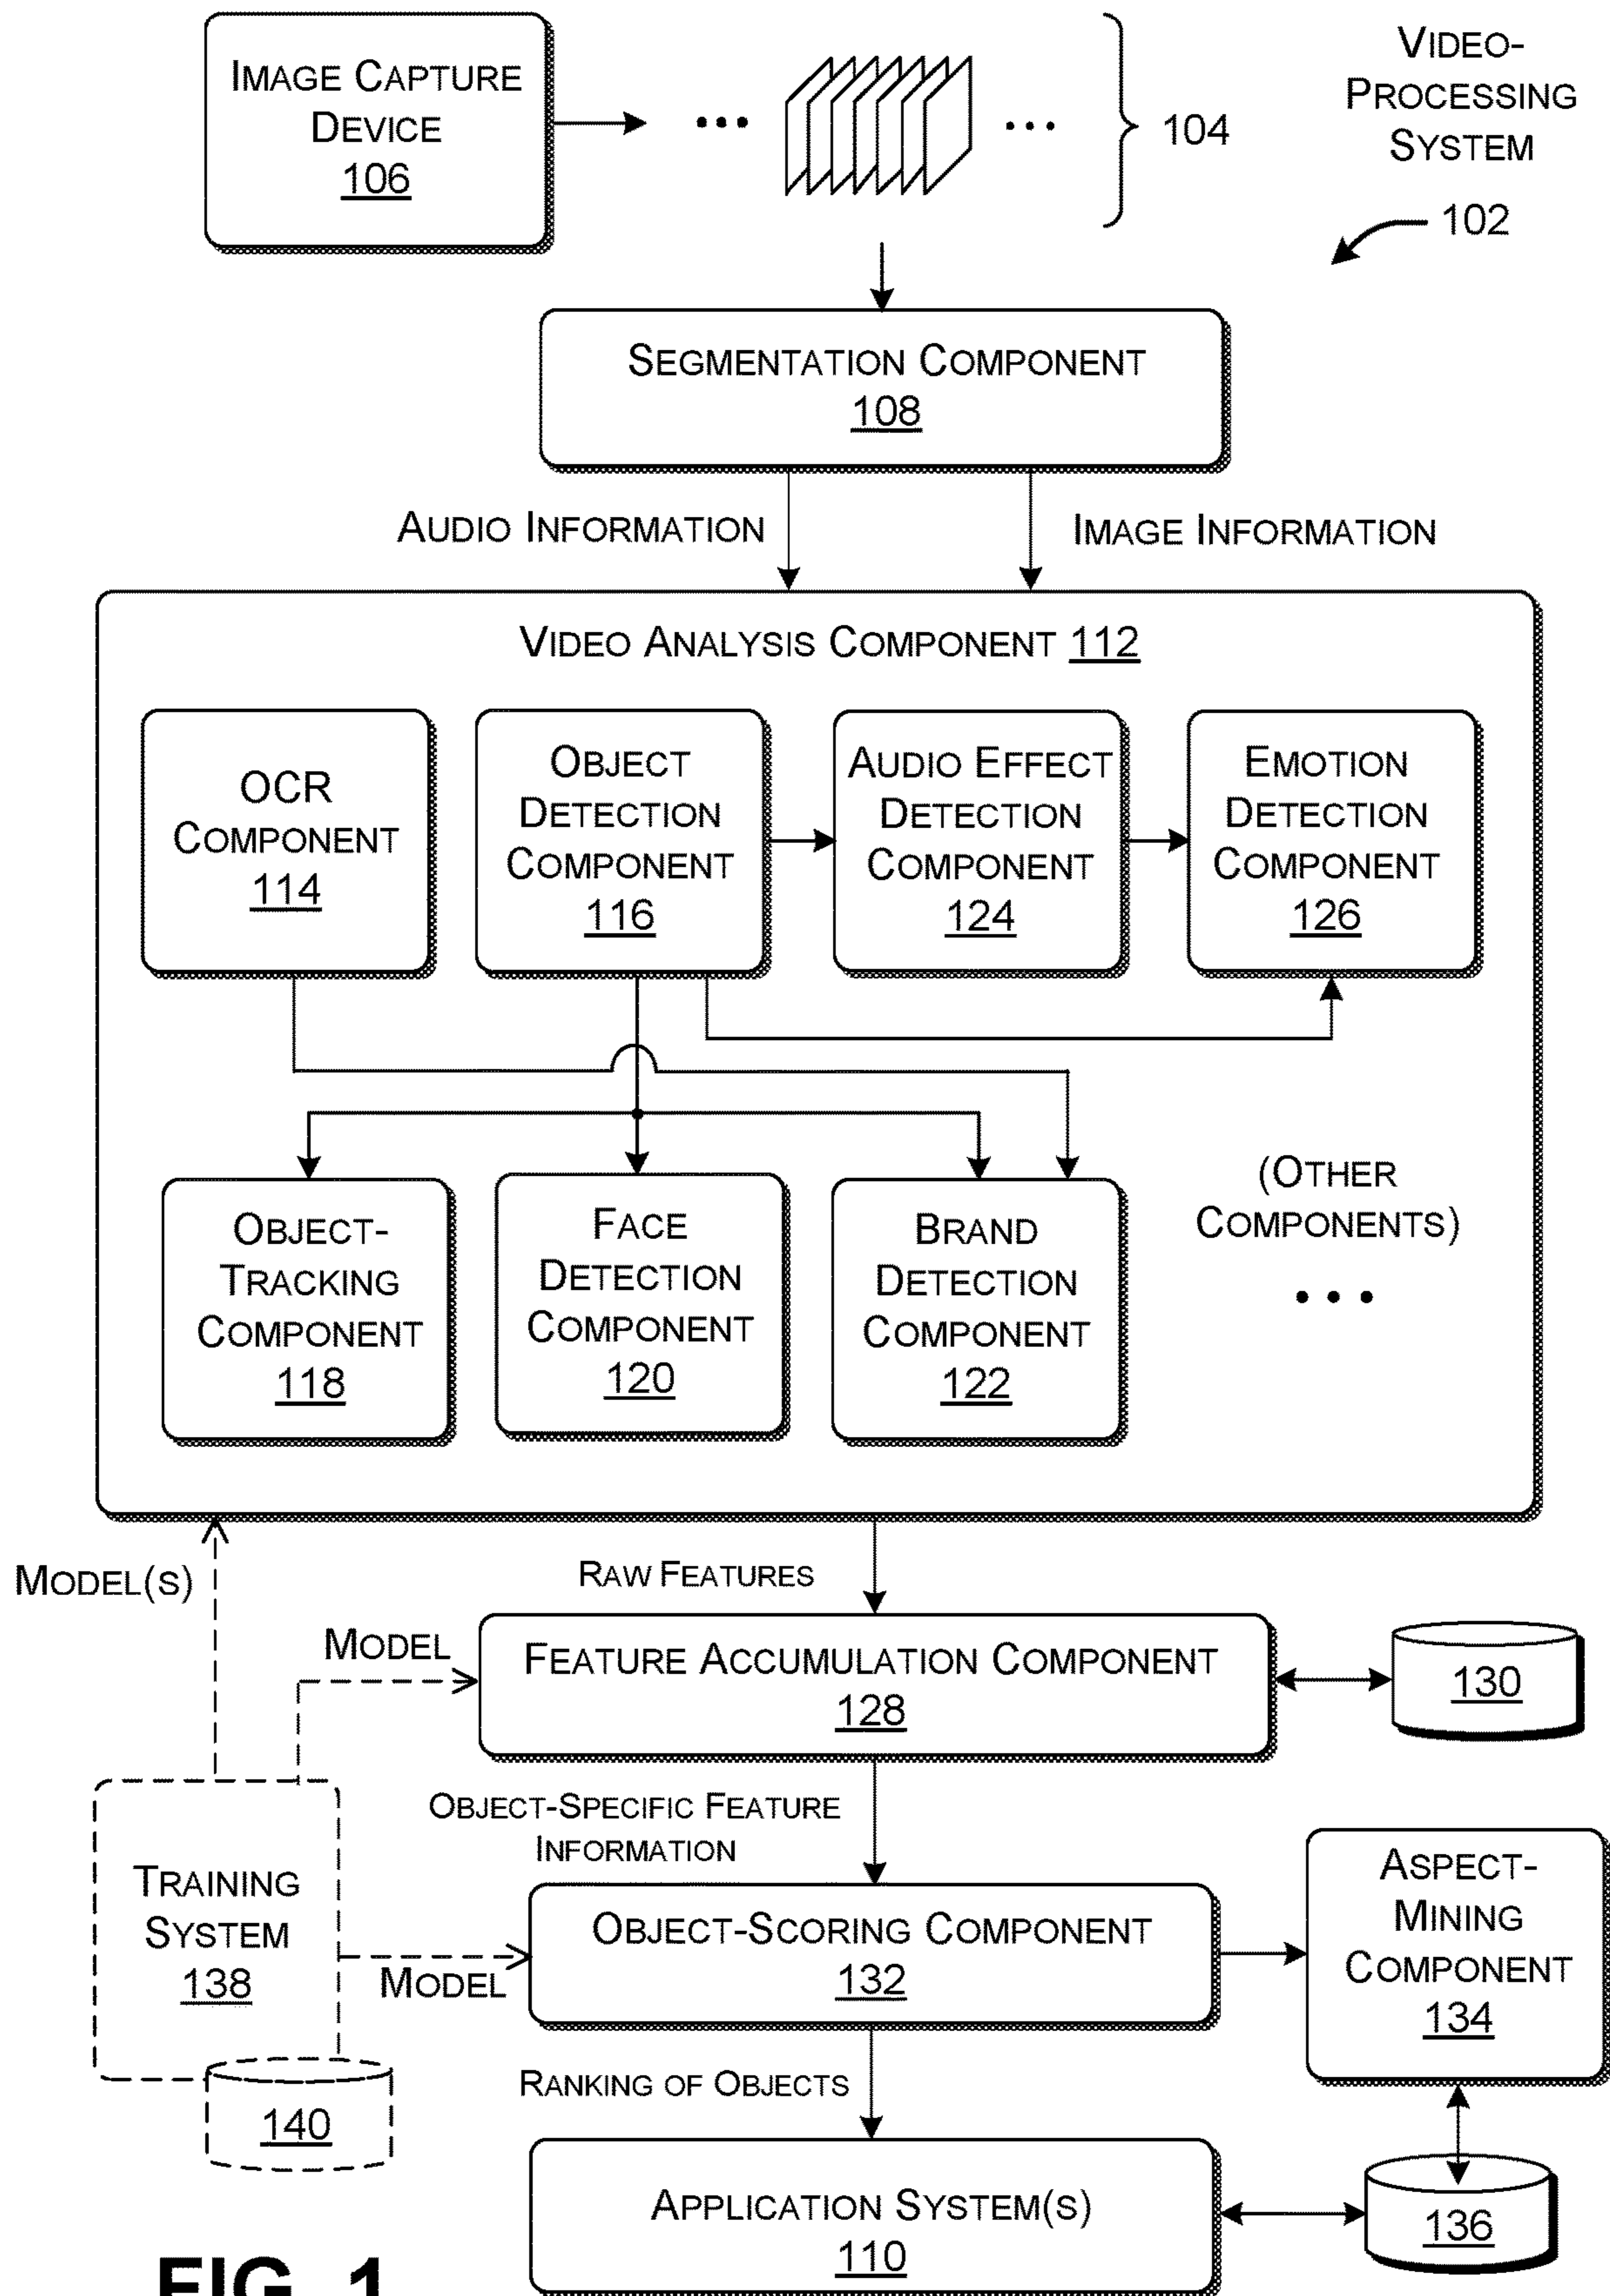 IMAGE CAPTURE
DEVICE
106
104
VIDEO-
PROCESSING
SYSTEM
102
SEGMENTATION COMPONENT
108
AUDIO INFORMATION
IMAGE INFORMATION
VIDEO ANALYSIS COMPONENT 112
OCR
COMPONENT
114
OBJECT
DETECTION
COMPONENT
116
AUDIO EFFECT
DETECTION
COMPONENT
124
EMOTION
DETECTION
COMPONENT
126
OBJECT-
TRACKING
COMPONENT
118
FACE
DETECTION
COMPONENT
120
BRAND
DETECTION
COMPONENT
122
(OTHER
COMPONENTS)
MODEL(S)
RAW FEATURES
MODEL
FEATURE ACCUMULATION COMPONENT
128
130
OBJECT-SPECIFIC FEATURE
INFORMATION
TRAINING
SYSTEM
138
MODEL
OBJECT-SCORING COMPONENT
132
ASPECT-
MINING
COMPONENT
134
140
RANKING OF OBJECTS
APPLICATION SYSTEM(S)
110
136
FIG. 1